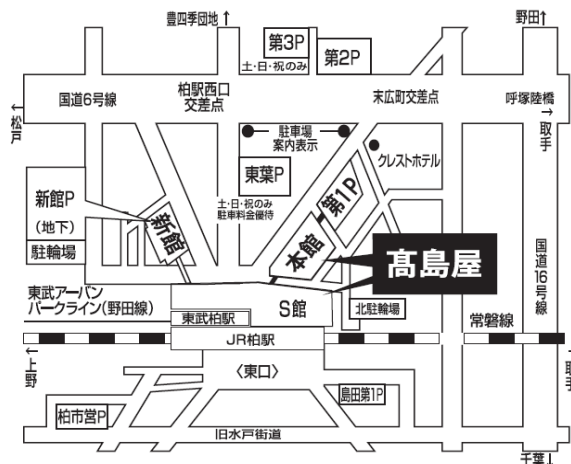 豊四季団地↑
野田↑
第3P
土・日・祝のみ
第2P
国道6号線
柏駅西口
交差点
末広町交差点
呼塚陸橋
←松戸
→取手
駐車場
案内表示
クレストホテル
東葉P
土・日・祝のみ
駐車料金優待
第1P
新館P
(地下)
駐輪場
新館
本館
髙島屋
国道16号線
東武アーバン
パークライン(野田線)
S館
東武柏駅
北駐輪場
常磐線
JR柏駅
←上野
→取手
〈東口〉
島田第1P
柏市営P
旧水戸街道
千葉↓